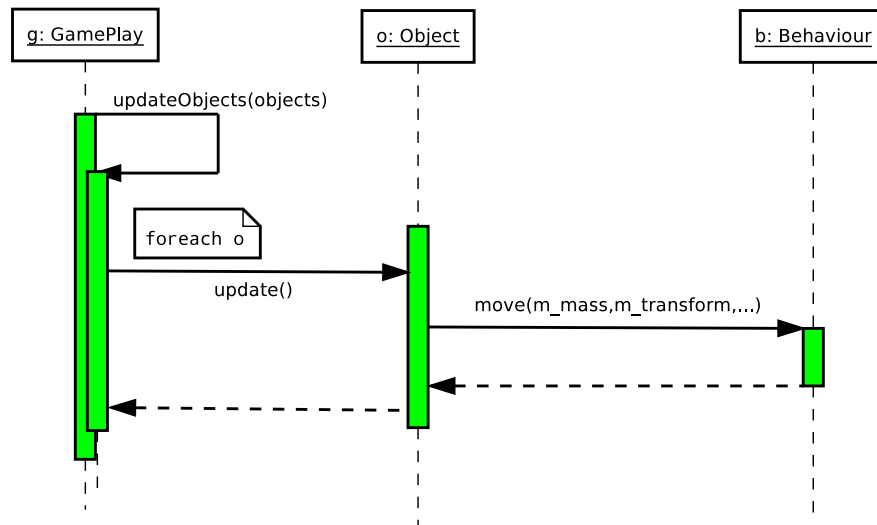 g: GamePlay
o: Object
b: Behaviour
updateObjects(objects)
foreach o
update()
move(m_mass,m_transform,...)